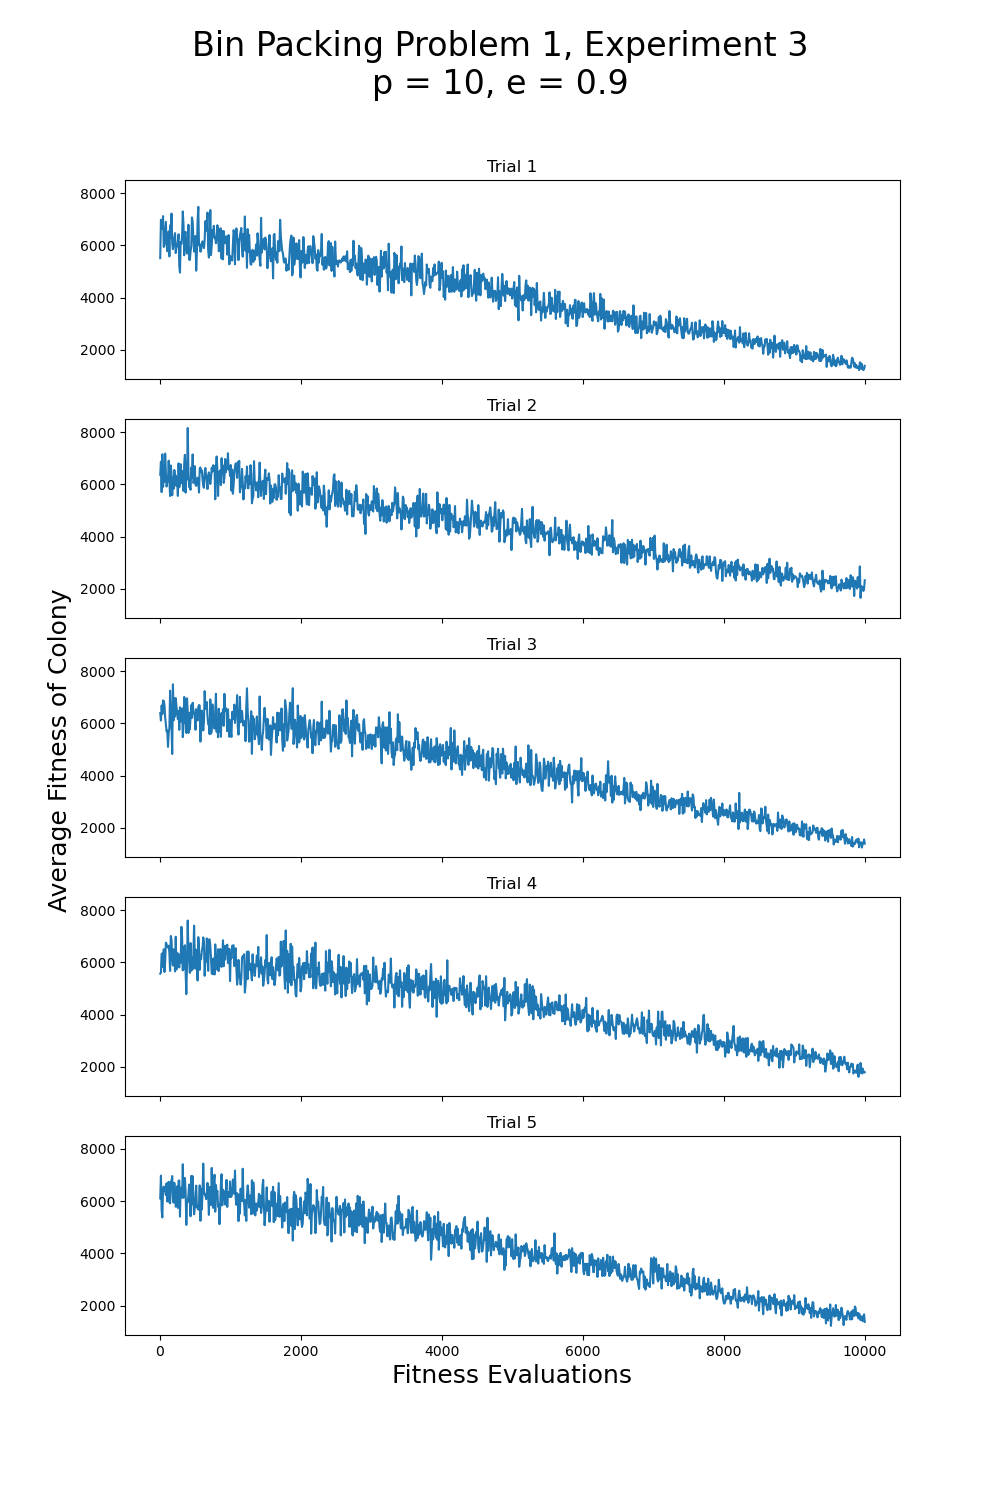 Bin Packing Problem 1, Experiment 3
p = 10, e = 0.9
Trial 1
8000
6000
4000
2000
Trial 2
8000
6000
4000
2000
Trial 3
8000
6000
4000
2000
Trial 4
8000
6000
4000
2000
Trial 5
8000
6000
4000
2000
0 2000 4000 6000 8000 10000
Average Fitness of Colony
Fitness Evaluations